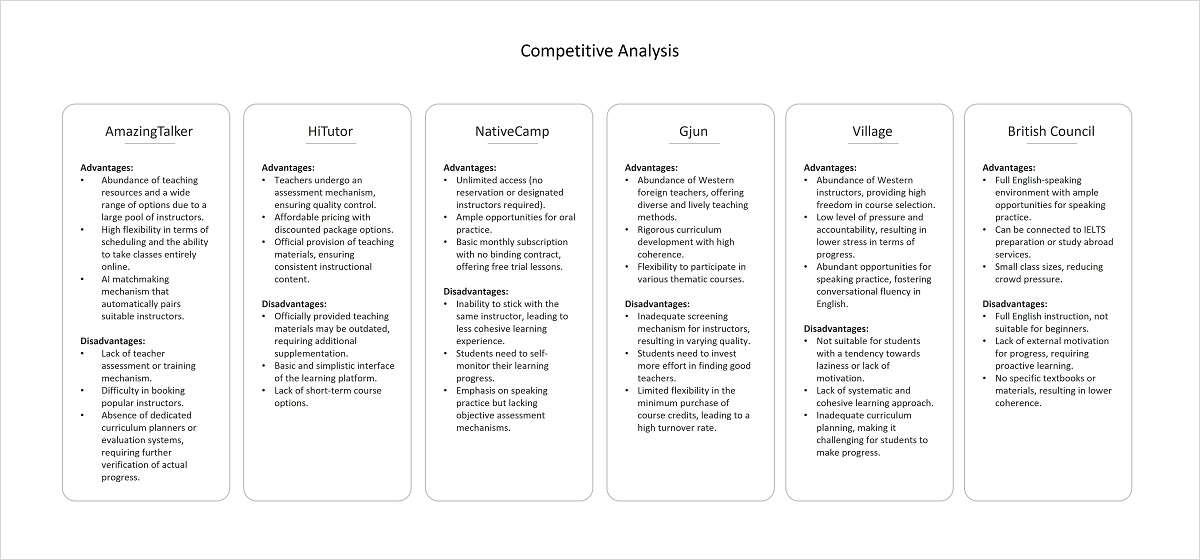 Competitive Analysis
AmazingTalker
Advantages:
• Abundance of teaching
resources and a wide
range of options due to a
large pool of instructors.
• High flexibility in terms of
scheduling and the ability
to take classes entirely
online.
• AI matchmaking
mechanism that
automatically pairs
suitable instructors.
Disadvantages:
• Lack of teacher
assessment or training
mechanism.
• Difficulty in booking
popular instructors.
• Absence of dedicated
curriculum planners or
evaluation systems,
requiring further
verification of actual
progress.
HiTutor
Advantages:
• Teachers undergo an
assessment mechanism,
ensuring quality control.
• Affordable pricing with
discounted package options.
• Official provision of teaching
materials, ensuring
consistent instructional
content.
Disadvantages:
• Officially provided teaching
materials may be outdated,
requiring additional
supplementation.
• Basic and simplistic interface
of the learning platform.
• Lack of short-term course
options.
NativeCamp
Advantages:
• Unlimited access (no
reservation or designated
instructors required).
• Ample opportunities for oral
practice.
• Basic monthly subscription
with no binding contract,
offering free trial lessons.
Disadvantages:
• Inability to stick with the
same instructor, leading to
less cohesive learning
experience.
• Students need to self-
monitor their learning
progress.
• Emphasis on speaking
practice but lacking
objective assessment
mechanisms.
Gjun
Advantages:
• Abundance of Western
foreign teachers, offering
diverse and lively teaching
methods.
• Rigorous curriculum
development with high
coherence.
• Flexibility to participate in
various thematic courses.
Disadvantages:
• Inadequate screening
mechanism for instructors,
resulting in varying quality.
• Students need to invest
more effort in finding good
teachers.
• Limited flexibility in the
minimum purchase of
course credits, leading to a
high turnover rate.
Village
Advantages:
• Abundance of Western
instructors, providing high
freedom in course selection.
• Low level of pressure and
accountability, resulting in
lower stress in terms of
progress.
• Abundant opportunities for
speaking practice, fostering
conversational fluency in
English.
Disadvantages:
• Not suitable for students
with a tendency towards
laziness or lack of
motivation.
• Lack of systematic and
cohesive learning approach.
• Inadequate curriculum
planning, making it
challenging for students to
make progress.
British Council
Advantages:
• Full English-speaking
environment with ample
opportunities for speaking
practice.
• Can be connected to IELTS
preparation or study abroad
services.
• Small class sizes, reducing
crowd pressure.
Disadvantages:
• Full English instruction, not
suitable for beginners.
• Lack of external motivation
for progress, requiring
proactive learning.
• No specific textbooks or
materials, resulting in lower
coherence.